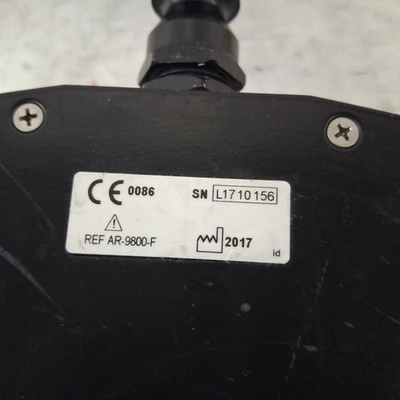 CE 0086 SN L1710156
REF AR-9800-F 2017
id